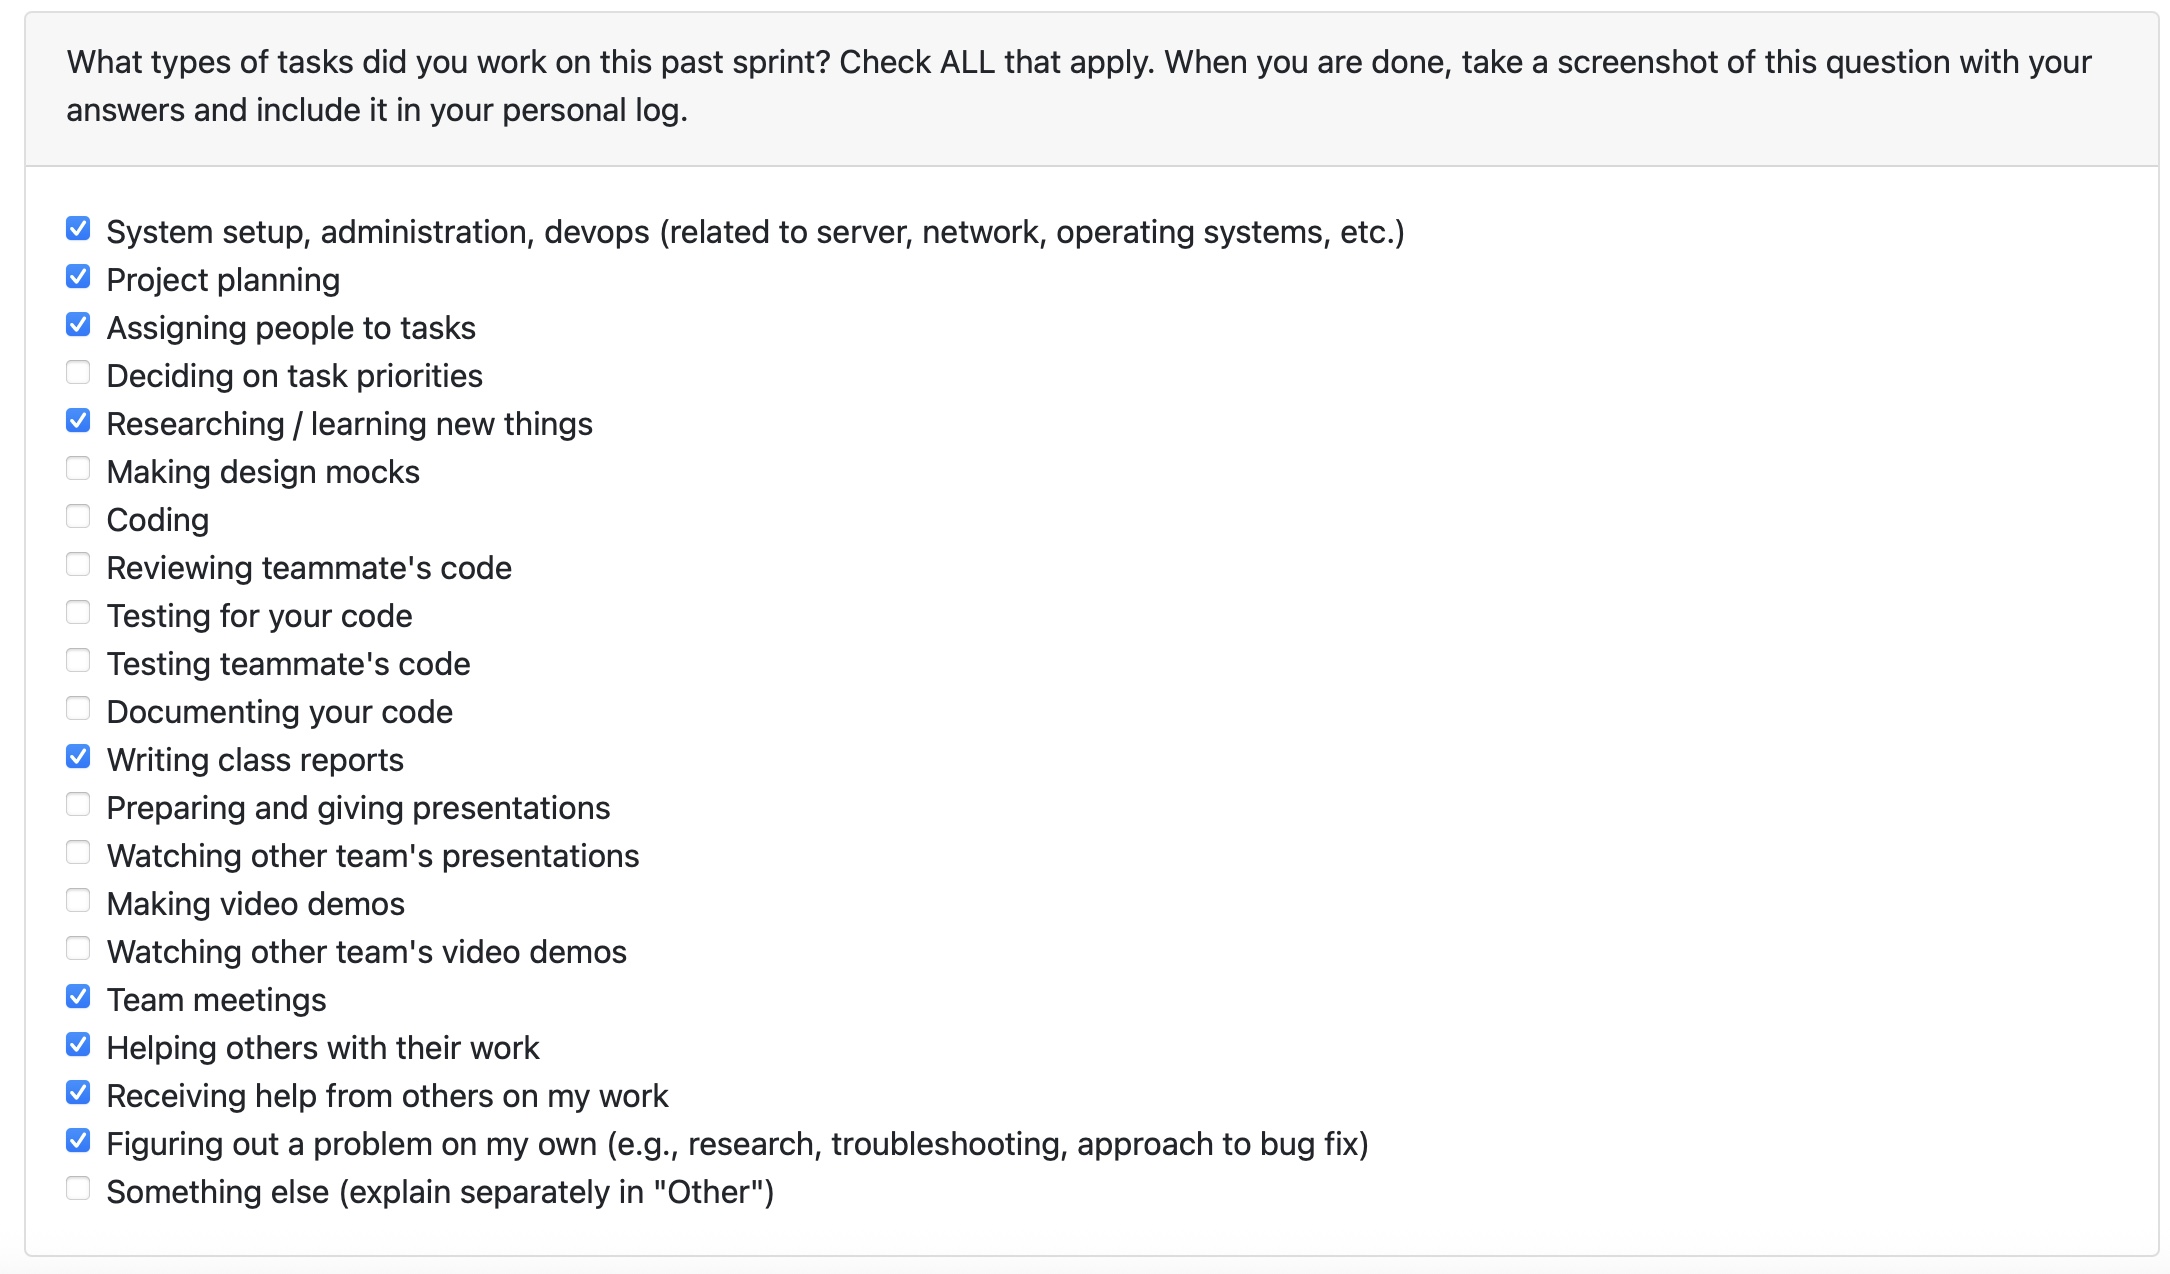 What types of tasks did you work on this past sprint? Check ALL that apply. When you are done, take a screenshot of this question with your
answers and include it in your personal log.
System setup, administration, devops (related to server, network, operating systems, etc.)
Project planning
Assigning people to tasks
Deciding on task priorities
Researching / learning new things
Making design mocks
Coding
Reviewing teammate's code
Testing for your code
Testing teammate's code
Documenting your code
Writing class reports
Preparing and giving presentations
Watching other team's presentations
Making video demos
Watching other team's video demos
Team meetings
Helping others with their work
Receiving help from others on my work
Figuring out a problem on my own (e.g., research, troubleshooting, approach to bug fix)
Something else (explain separately in "Other")